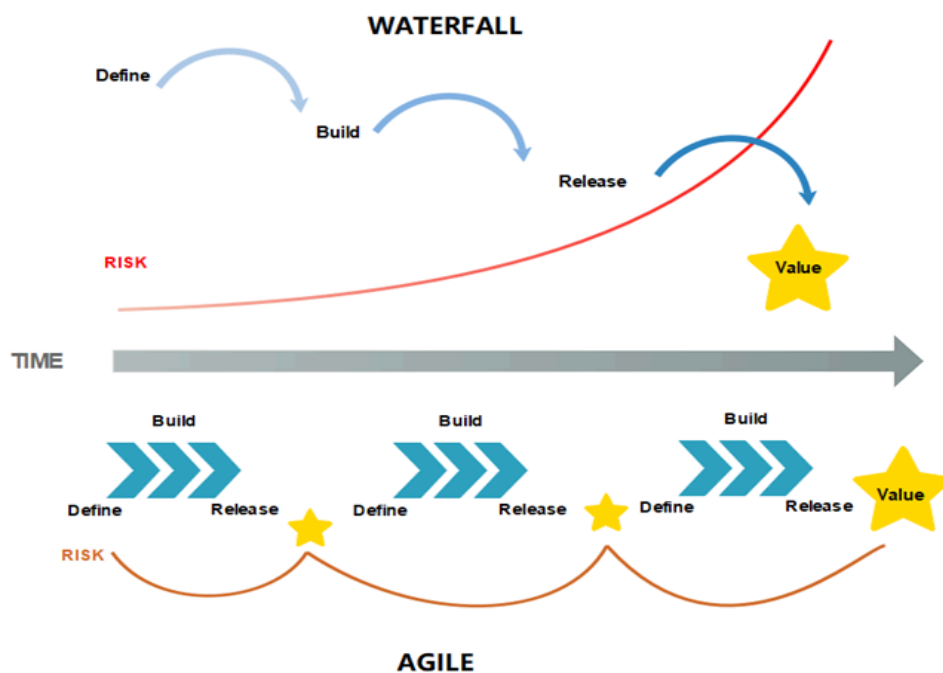 WATERFALL
Define
Build
Release
RISK
Value
TIME
Build
Build
Build
Define
Release
Define
Release
Define
Release
Value
RISK
AGILE